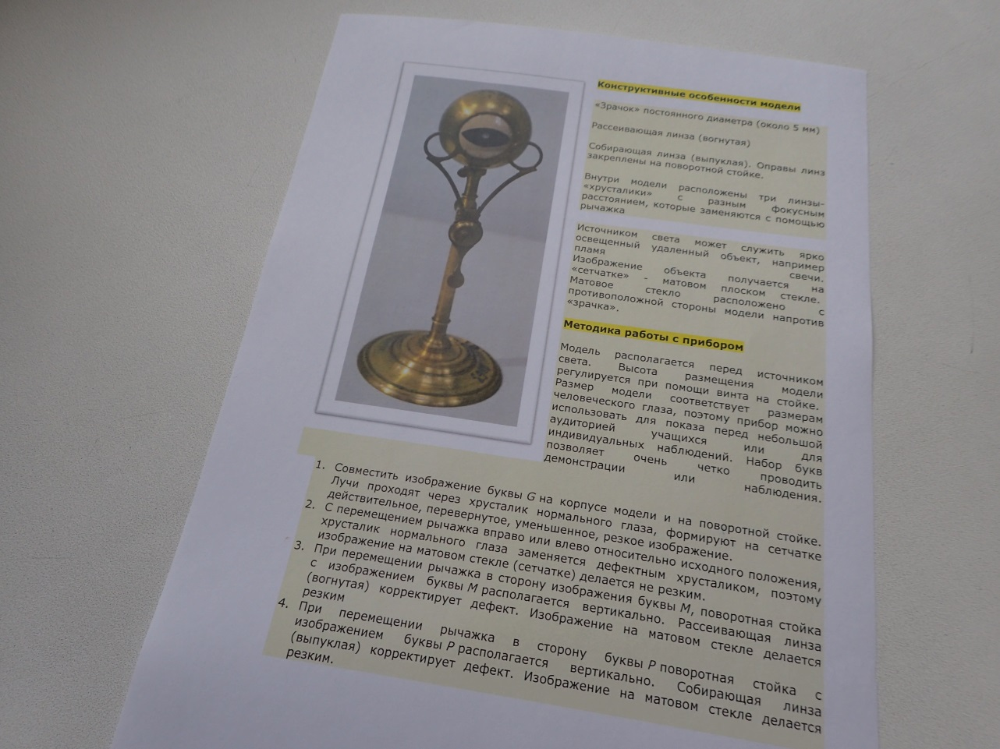 Конструктивные особенности модели
«Зрачок» постоянного диаметра (около 5 мм)
Рассеивающая линза (вогнутая)
Собирающая линза (выпуклая). Оправы линз
закреплены на поворотной стойке.
Внутри модели расположены три линзы-
«хрусталики» с разным фокусным
расстоянием, которые заменяются с помощью
рычажка
Источником света может служить ярко
освещенный удаленный объект, например
пламя свечи.
Изображение объекта получается на
«сетчатке» - матовом плоском стекле.
Матовое стекло расположено с
противоположной стороны модели напротив
«зрачка».
Методика работы с прибором
Модель располагается перед источником
света. Высота размещения модели
регулируется при помощи винта на стойке.
Размер модели соответствует размерам
человеческого глаза, поэтому прибор можно
использовать для показа перед небольшой
аудиторией учащихся или для
индивидуальных наблюдений. Набор букв
позволяет очень четко проводить
демонстрации или наблюдения.
1. Совместить изображение буквы G на корпусе модели и на поворотной стойке.
Лучи проходят через хрусталик нормального глаза, формируют на сетчатке
действительное, перевернутое, уменьшенное, резкое изображение.
2. С перемещением рычажка вправо или влево относительно исходного положения,
хрусталик нормального глаза заменяется дефектным хрусталиком, поэтому
изображение на матовом стекле (сетчатке) делается не резким.
3. При перемещении рычажка в сторону изображения буквы M, поворотная стойка
с изображением буквы M располагается вертикально. Рассеивающая линза
(вогнутая) корректирует дефект. Изображение на матовом стекле делается
резким
4. При перемещении рычажка в сторону буквы P поворотная стойка с
изображением буквы P располагается вертикально. Собирающая линза
(выпуклая) корректирует дефект. Изображение на матовом стекле делается
резким.